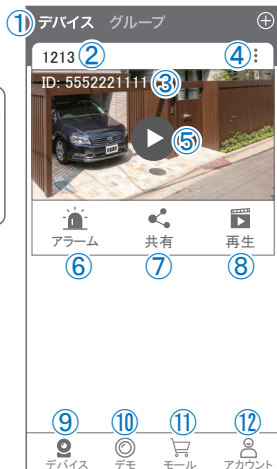 ① デバイス グループ ⊕
1213 ② ④
ID: 5552221111 ③
⑤
アラーム 共有 再生
⑥ ⑦ ⑧
⑨ ⑩ ⑪ ⑫
デバイス デモ モール アカウント